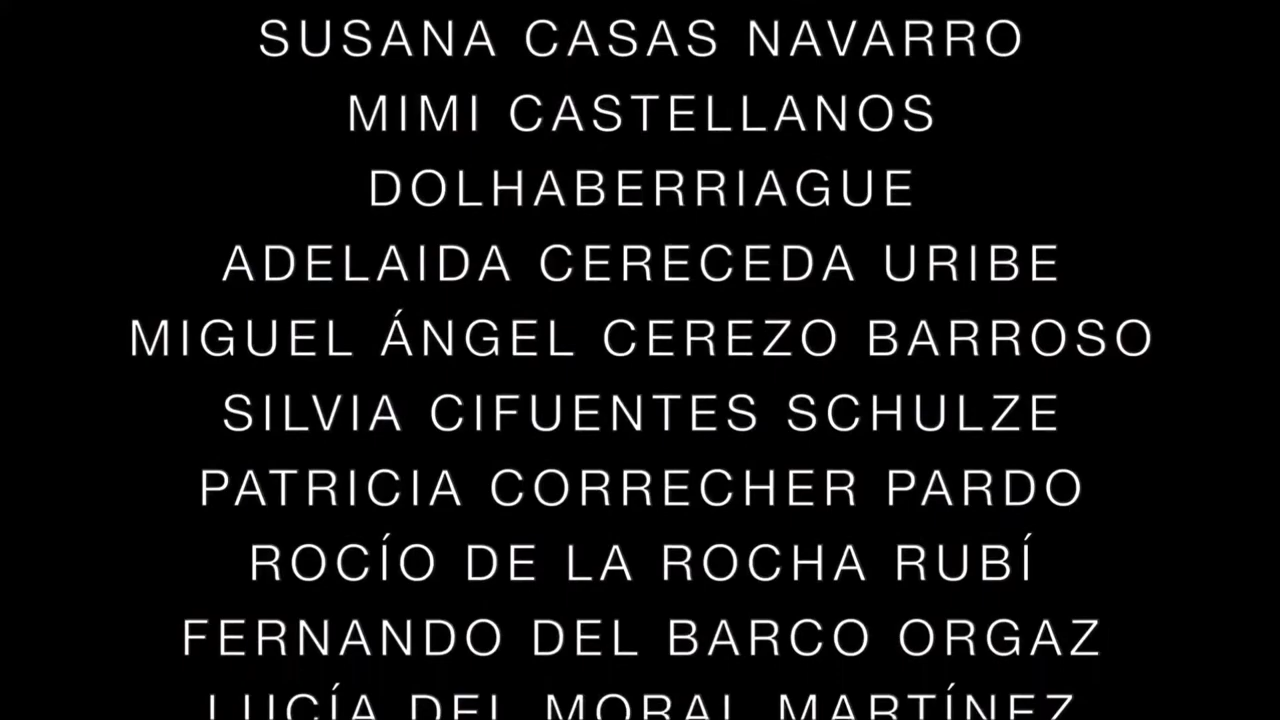 SUSANA CASAS NAVARRO
MIMI CASTELLANOS
DOLHABERRIAGUE
ADELAIDA CERECEDA URIBE
MIGUEL ÁNGEL CEREZO BARROSO
SILVIA CIFUENTES SCHULZE
PATRICIA CORRECHER PARDO
ROCÍO DE LA ROCHA RUBÍ
FERNANDO DEL BARCO ORGAZ
LUCÍA DEL MORAL MARTÍNEZ